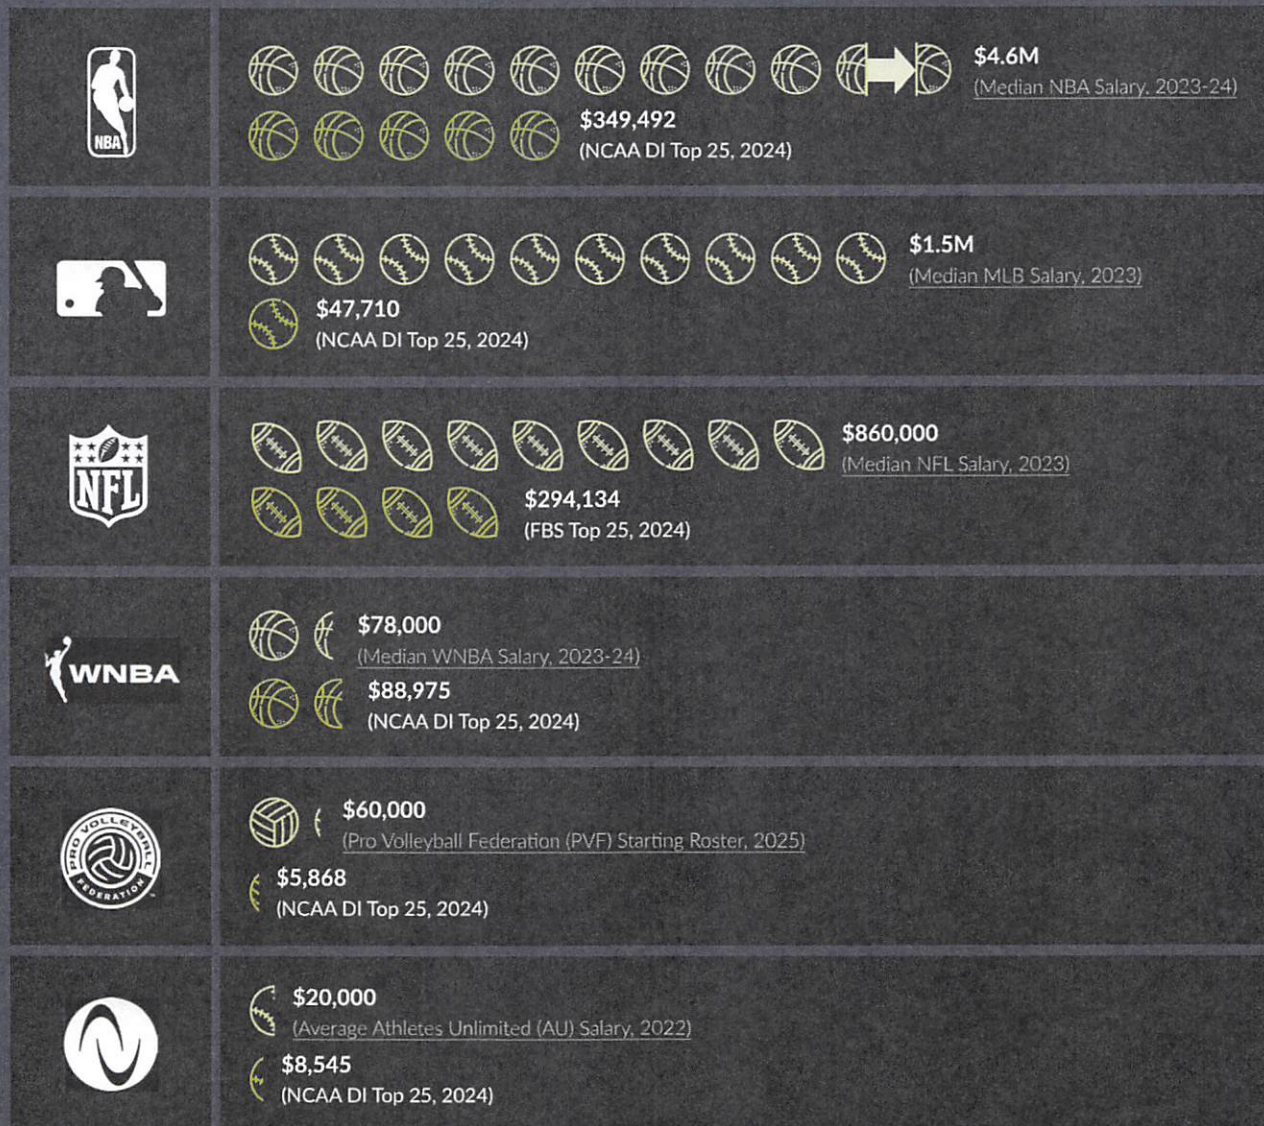 NBA
$4.6M
(Median NBA Salary, 2023-24)
$349,492
(NCAA DI Top 25, 2024)
$1.5M
(Median MLB Salary, 2023)
$47,710
(NCAA DI Top 25, 2024)
NFL
$860,000
(Median NFL Salary, 2023)
$294,134
(FBS Top 25, 2024)
WNBA
$78,000
(Median WNBA Salary, 2023-24)
$88,975
(NCAA DI Top 25, 2024)
PRO VOLLEYBALL
FEDERATION
$60,000
(Pro Volleyball Federation (PVF) Starting Roster, 2025)
$5,868
(NCAA DI Top 25, 2024)
$20,000
(Average Athletes Unlimited (AU) Salary, 2022)
$8,545
(NCAA DI Top 25, 2024)